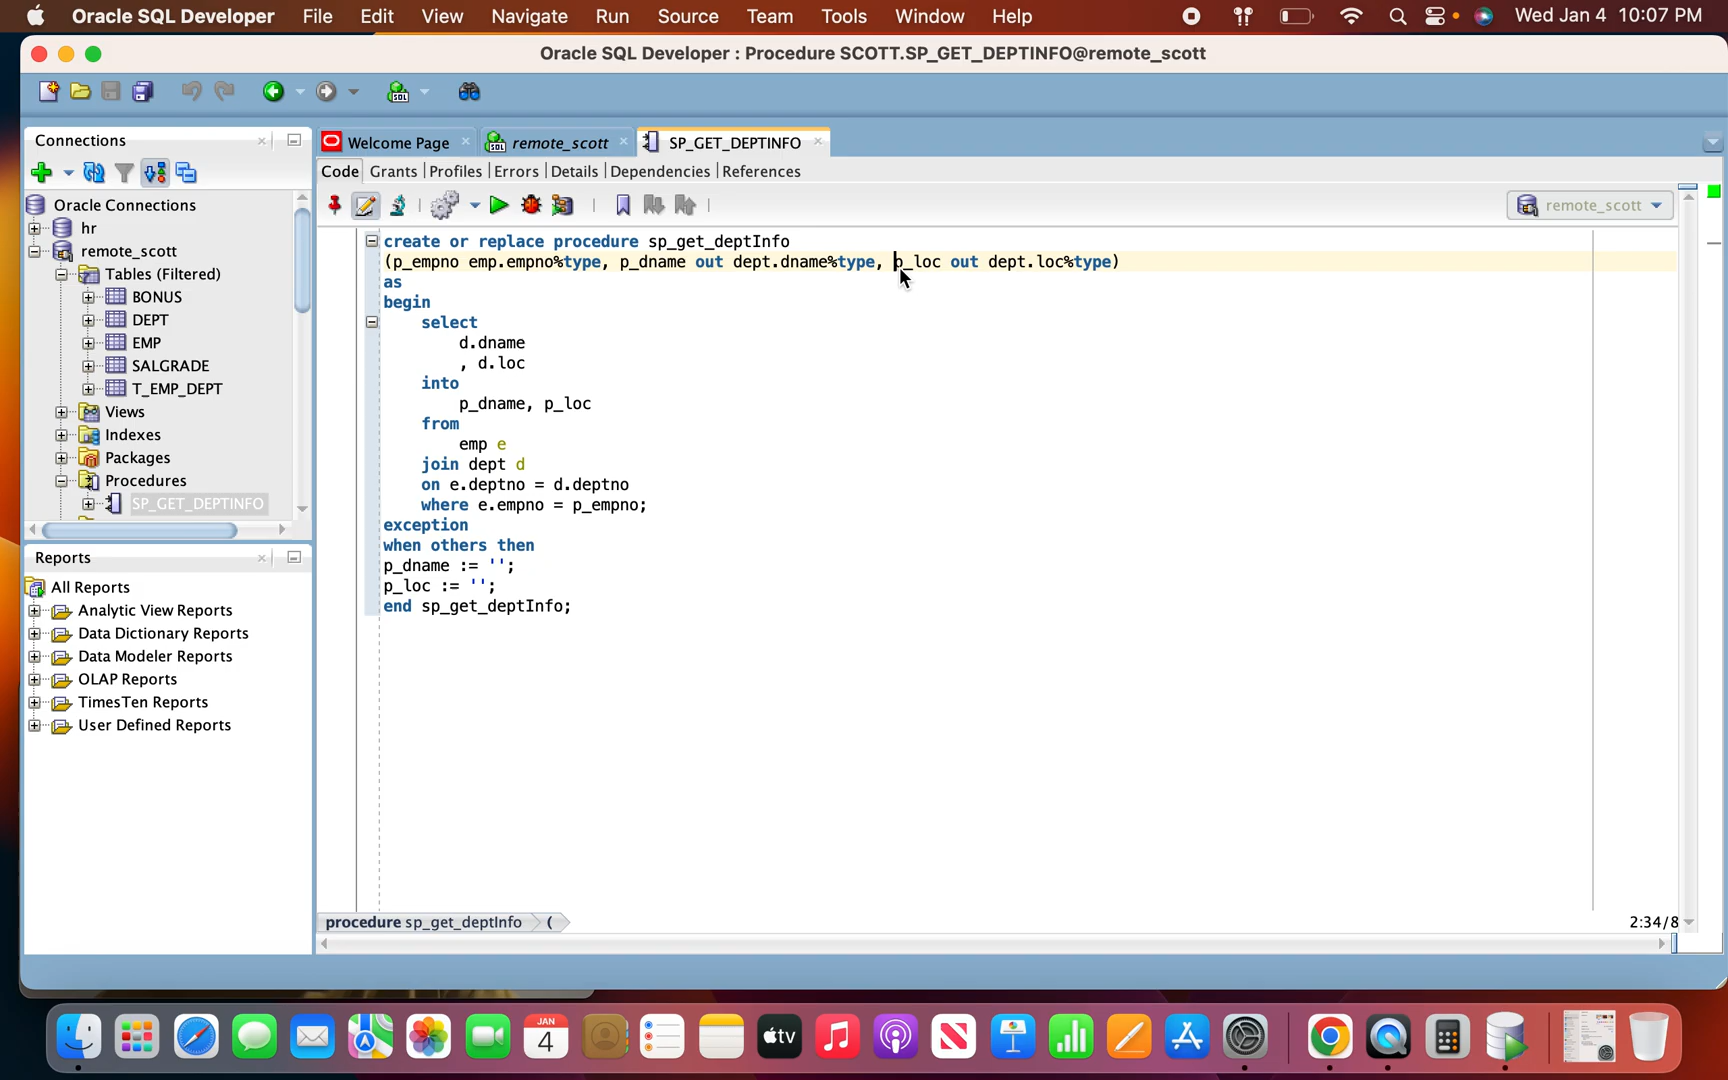 Oracle SQL Developer File Edit View Navigate Run Source Team Tools Window Help Wed Jan 4 10:07 PM
Oracle SQL Developer : Procedure SCOTT.SP_GET_DEPTINFO@remote_scott
Connections
Welcome Page
remote_scott
SP_GET_DEPTINFO
Code Grants Profiles Errors Details Dependencies References
remote_scott
Oracle Connections
hr
remote_scott
Tables (Filtered)
BONUS
DEPT
EMP
SALGRADE
T_EMP_DEPT
Views
Indexes
Packages
Procedures
SP_GET_DEPTINFO
Reports
All Reports
Analytic View Reports
Data Dictionary Reports
Data Modeler Reports
OLAP Reports
TimesTen Reports
User Defined Reports
create or replace procedure sp_get_deptInfo
(p_empno emp.empno%type, p_dname out dept.dname%type, p_loc out dept.loc%type)
as
begin
select
d.dname
, d.loc
into
p_dname, p_loc
from
emp e
join dept d
on e.deptno = d.deptno
where e.empno = p_empno;
exception
when others then
p_dname := '';
p_loc := '';
end sp_get_deptInfo;
procedure sp_get_deptInfo (
2:34/8
JAN
4
tv